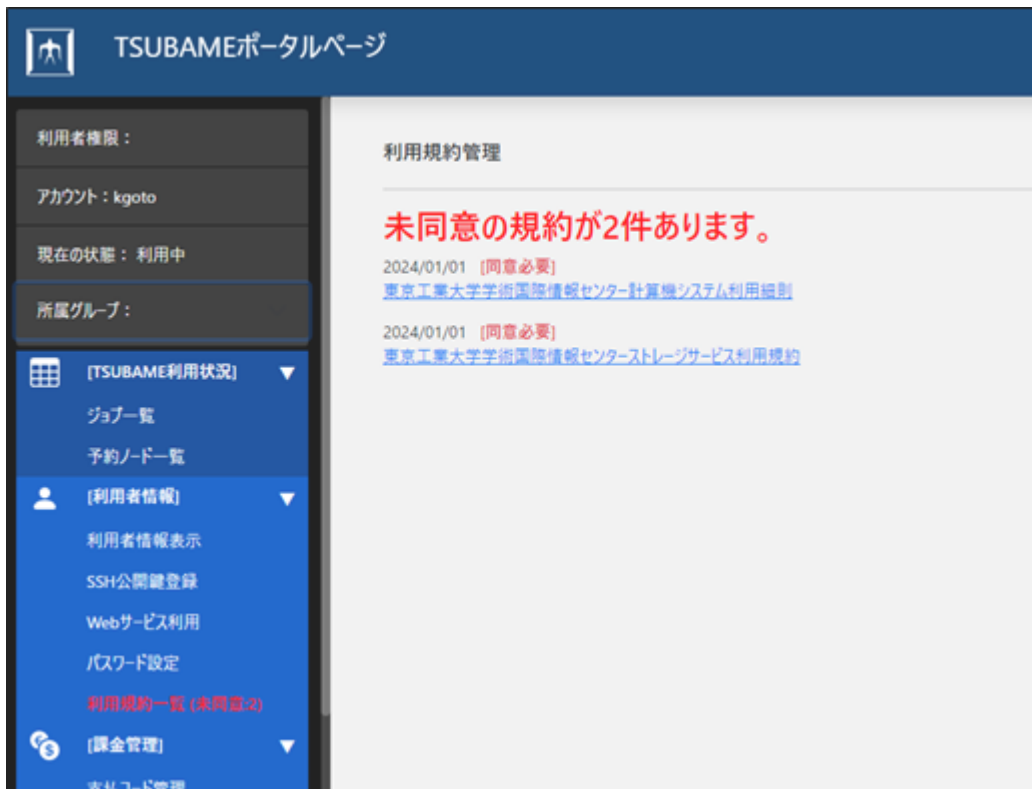 TSUBAMEポータルページ
利用者権限：
アカウント：kgoto
現在の状態： 利用中
所属グループ：
[TSUBAME利用状況] ▼
ジョブ一覧
予約ノード一覧
[利用者情報] ▼
利用者情報表示
SSH公開鍵登録
Webサービス利用
パスワード設定
利用規約一覧 (未同意:2)
[課金管理] ▼
支払コード管理
利用規約管理
未同意の規約が2件あります。
2024/01/01 [同意必要]
東京工業大学学術国際情報センター計算機システム利用細則
2024/01/01 [同意必要]
東京工業大学学術国際情報センターストレージサービス利用規約